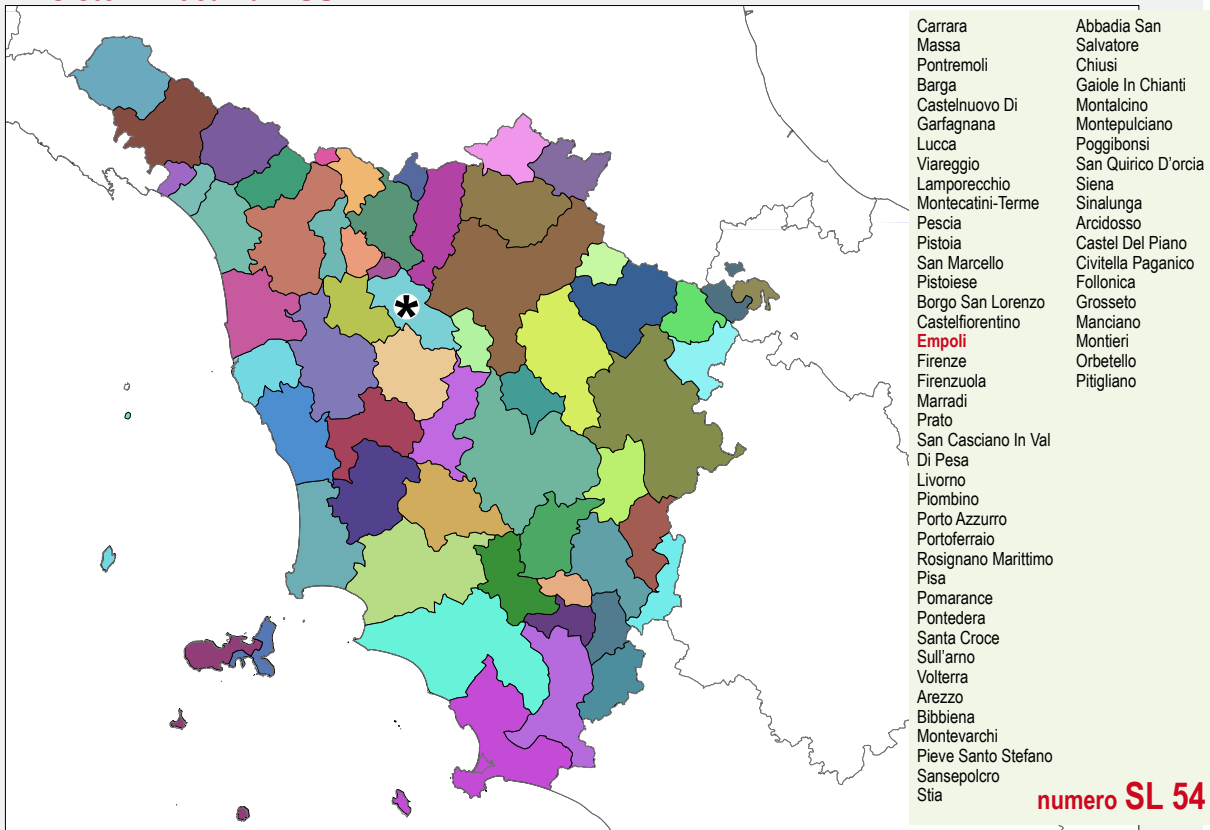 Carrara
Massa
Pontremoli
Barga
Castelnuovo Di
Garfagnana
Lucca
Viareggio
Lamporecchio
Montecatini-Terme
Pescia
Pistoia
San Marcello
Pistoiese
Borgo San Lorenzo
Castelfiorentino
Empoli
Firenze
Firenzuola
Marradi
Prato
San Casciano In Val
Di Pesa
Livorno
Piombino
Porto Azzurro
Portoferraio
Rosignano Marittimo
Pisa
Pomarance
Pontedera
Santa Croce
Sull'arno
Volterra
Arezzo
Bibbiena
Montevarchi
Pieve Santo Stefano
Sansepolcro
Stia
Abbadia San
Salvatore
Chiusi
Gaiole In Chianti
Montalcino
Montepulciano
Poggibonsi
San Quirico D'orcia
Siena
Sinalunga
Arcidosso
Castel Del Piano
Civitella Paganico
Follonica
Grosseto
Manciano
Montieri
Orbetello
Pitigliano
numero SL 54